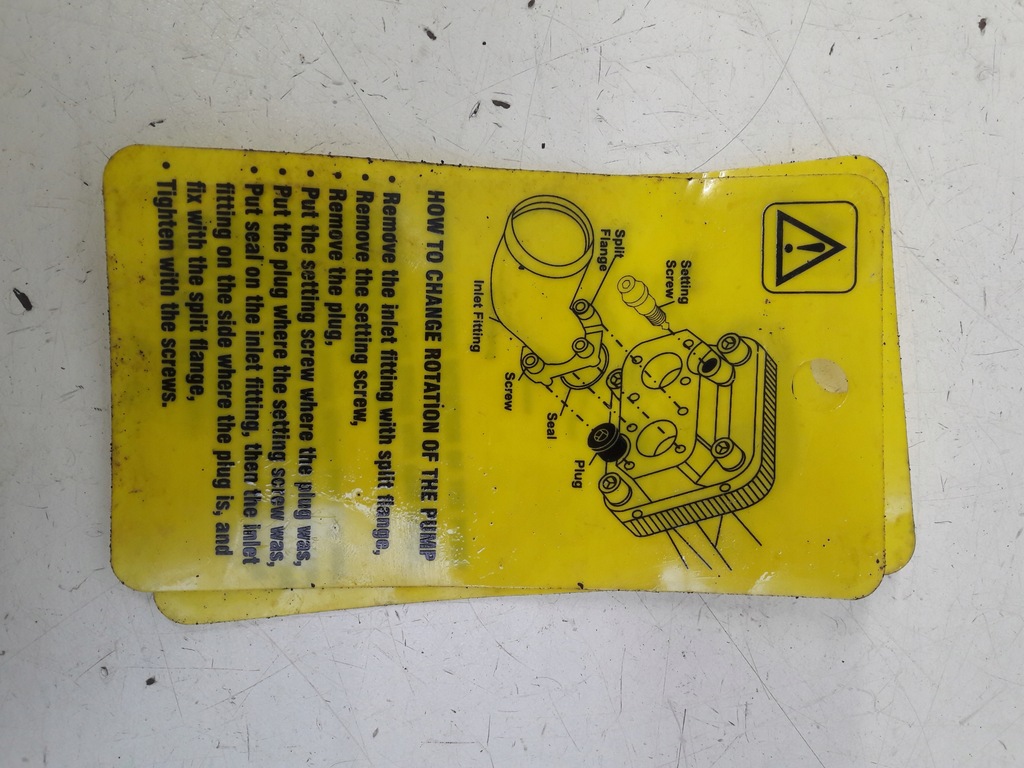 Setting
Screw
Split
Flange
Inlet Fitting
Screw
Seal
Plug
HOW TO CHANGE ROTATION OF THE PUMP
• Remove the inlet fitting with split flange,
• Remove the setting screw,
• Remove the plug,
• Put the setting screw where the plug was,
• Put the plug where the setting screw was,
• Put seal on the inlet fitting, then the inlet
fitting on the side where the plug is, and
fix with the split flange,
• Tighten with the screws.